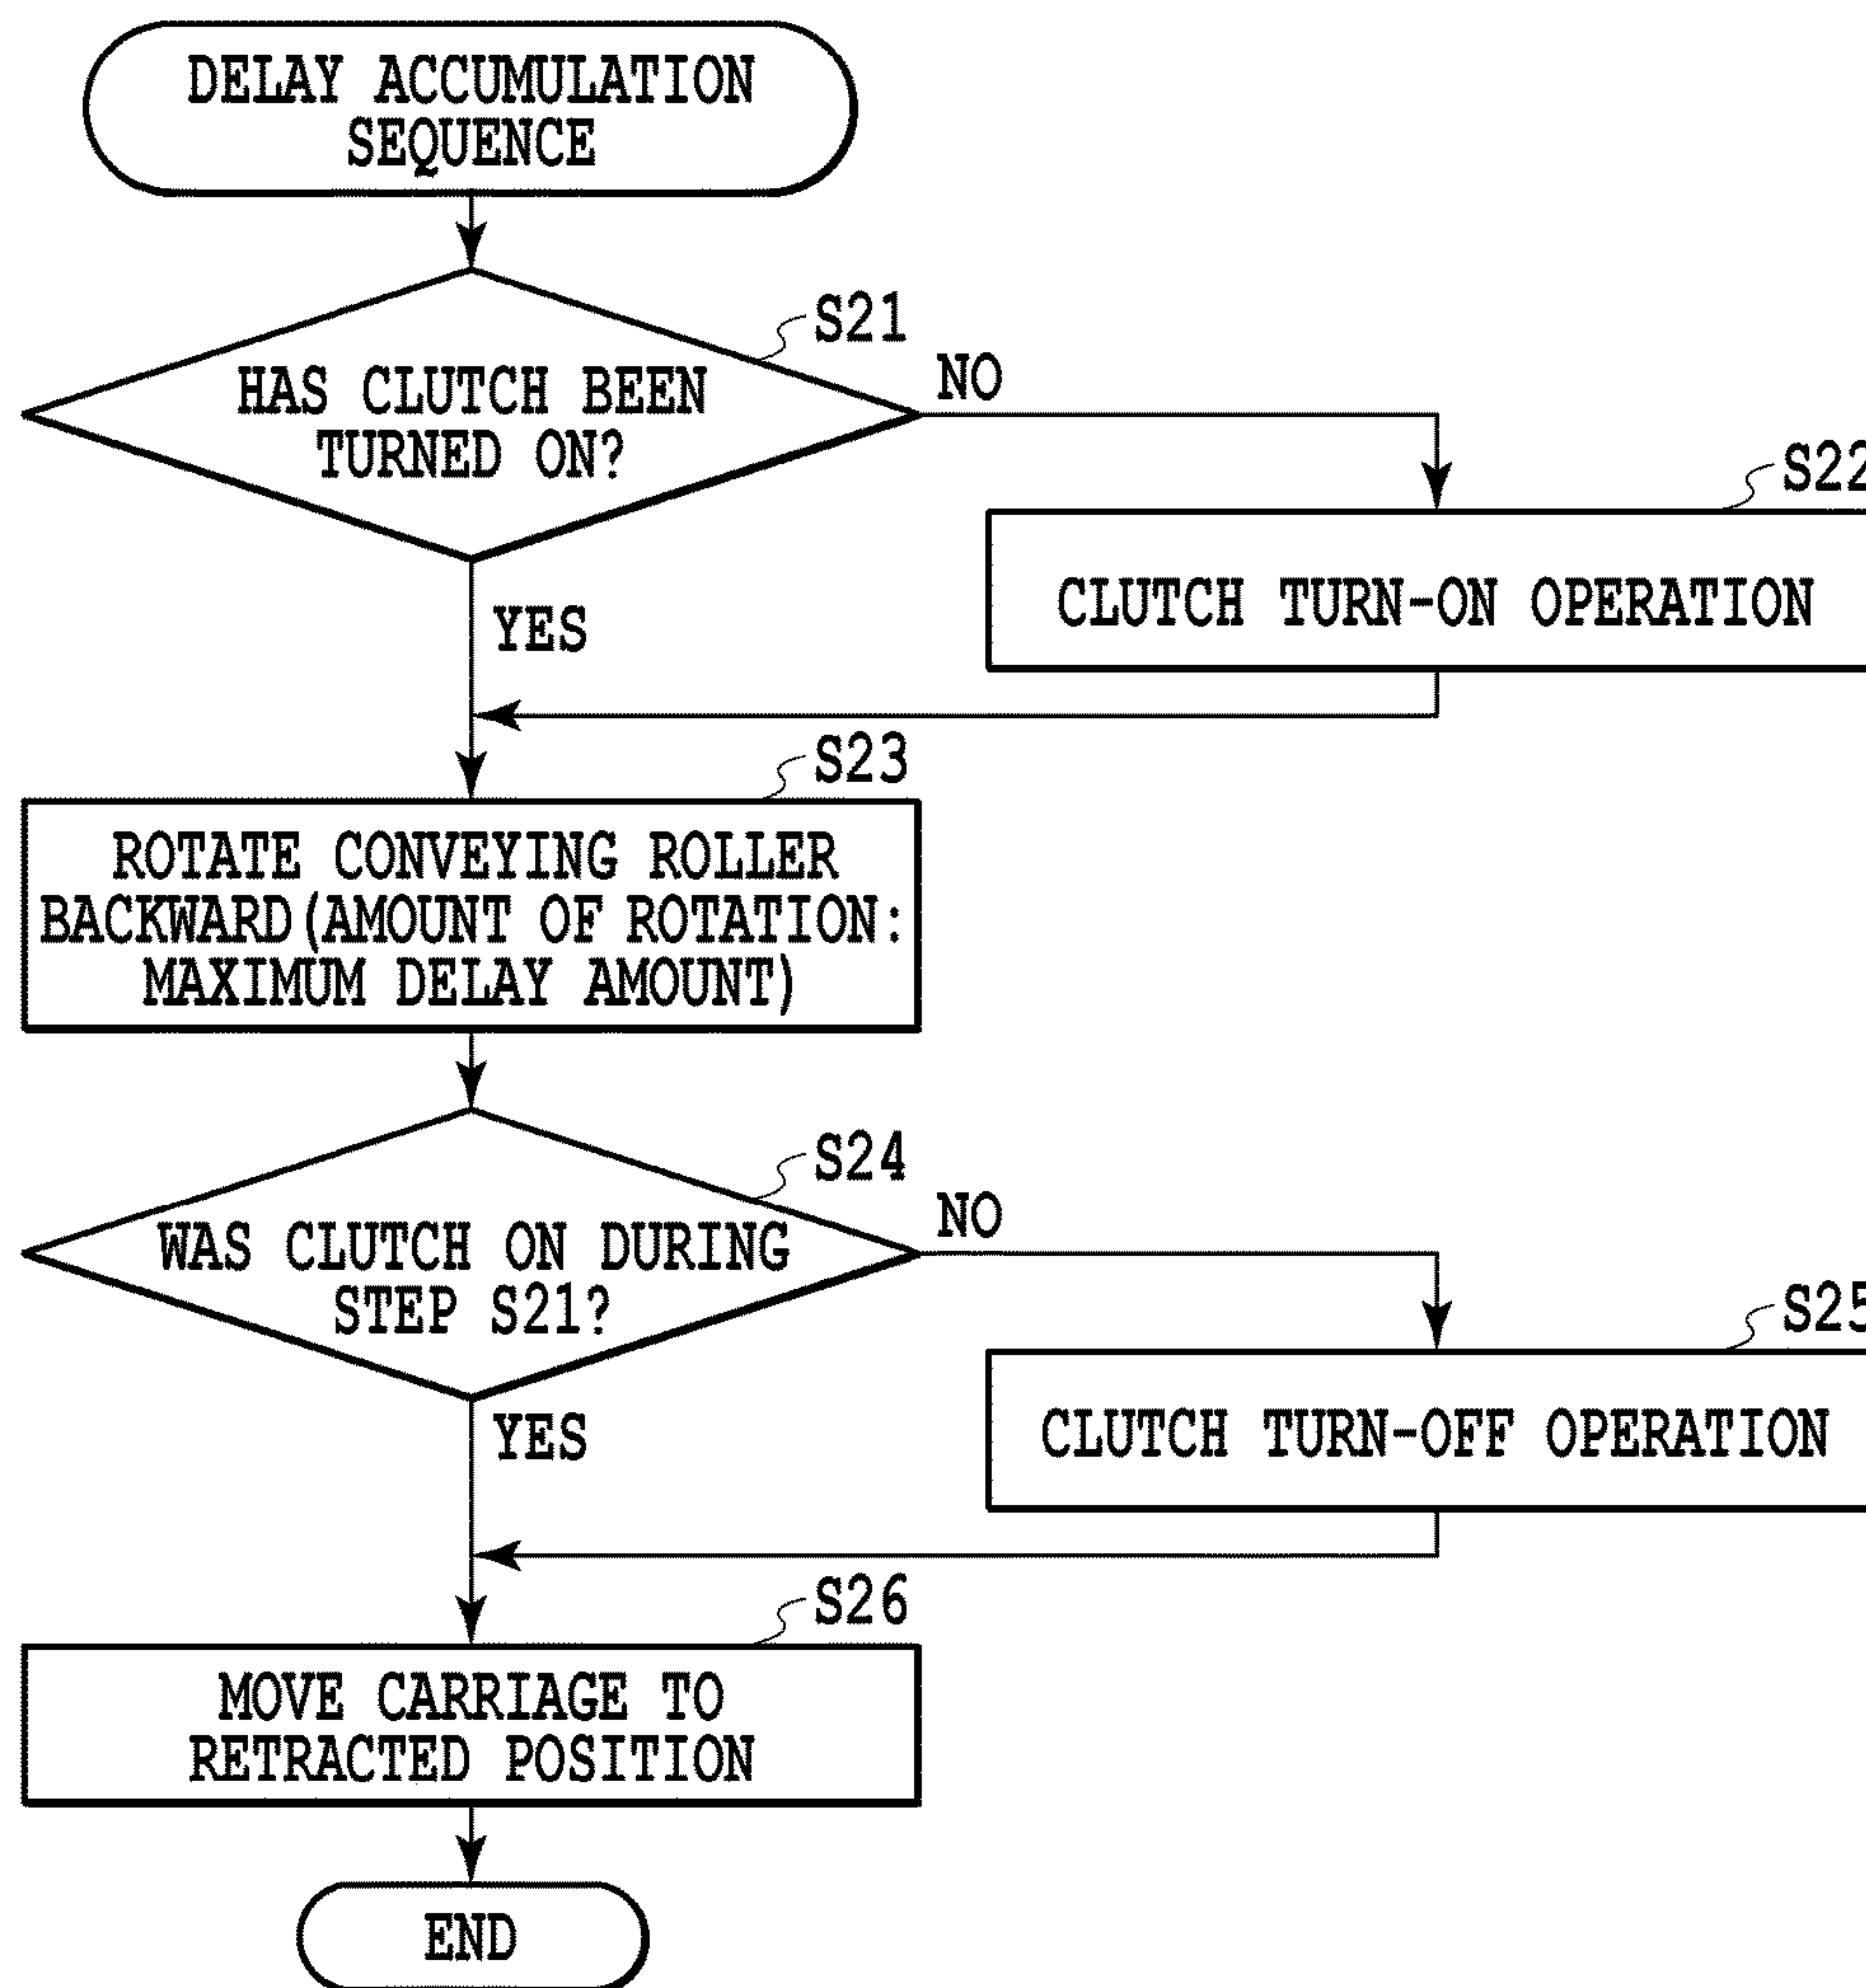 DELAY ACCUMULATION
SEQUENCE
S21
HAS CLUTCH BEEN
TURNED ON?
NO
S22
CLUTCH TURN-ON OPERATION
YES
S23
ROTATE CONVEYING ROLLER
BACKWARD(AMOUNT OF ROTATION:
MAXIMUM DELAY AMOUNT)
S24
WAS CLUTCH ON DURING
STEP S21?
NO
S25
CLUTCH TURN-OFF OPERATION
YES
S26
MOVE CARRIAGE TO
RETRACTED POSITION
END